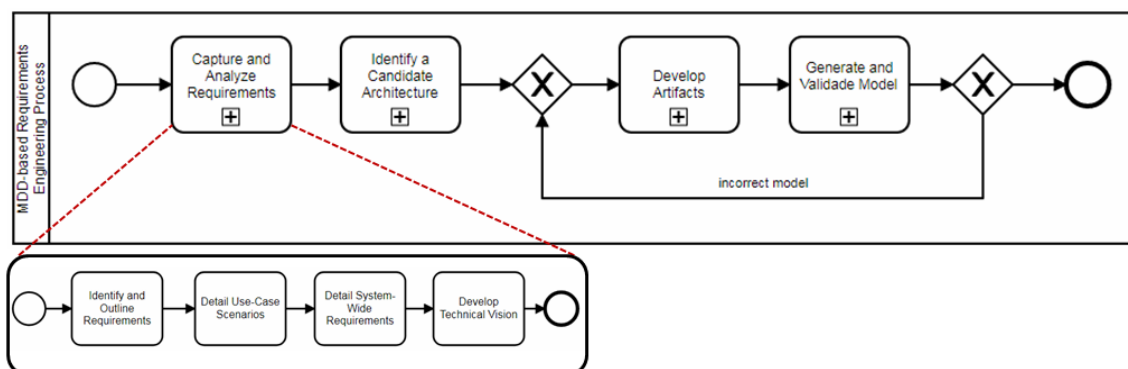 MDD-based Requirements
Engineering Process
Capture and
Analyze
Requirements
Identify a
Candidate
Architecture
X
Develop
Artifacts
Generate and
Validade Model
X
incorrect model
Identify and
Outline
Requirements
Detail Use-Case
Scenarios
Detail System-
Wide
Requirements
Develop
Technical Vision